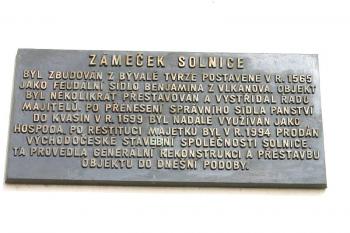 ZÁMEČEK SOLNICE
BYL ZBUDOVÁN Z BÝVALÉ TVRZE POSTAVENÉ V R. 1565
JAKO FEUDÁLNÍ SÍDLO BENJAMINA Z VLKANOVA. OBJEKT
BYL NĚKOLIKRÁT PŘESTAVOVÁN A VYSTŘÍDAL ŘADU
MAJITELŮ. PO PŘENESENÍ SPRÁVNÍHO SÍDLA PANSTVÍ
DO KVASIN V R. 1699 BYL NADÁLE VYUŽÍVÁN JAKO
HOSPODA. PO RESTITUCI MAJETKU BYL V R. 1994 PRODÁN
VÝCHODOČESKÉ STAVEBNÍ SPOLEČNOSTI SOLNICE.
TA PROVEDLA GENERÁLNÍ REKONSTRUKCI A PŘESTAVBU
OBJEKTU DO DNEŠNÍ PODOBY.